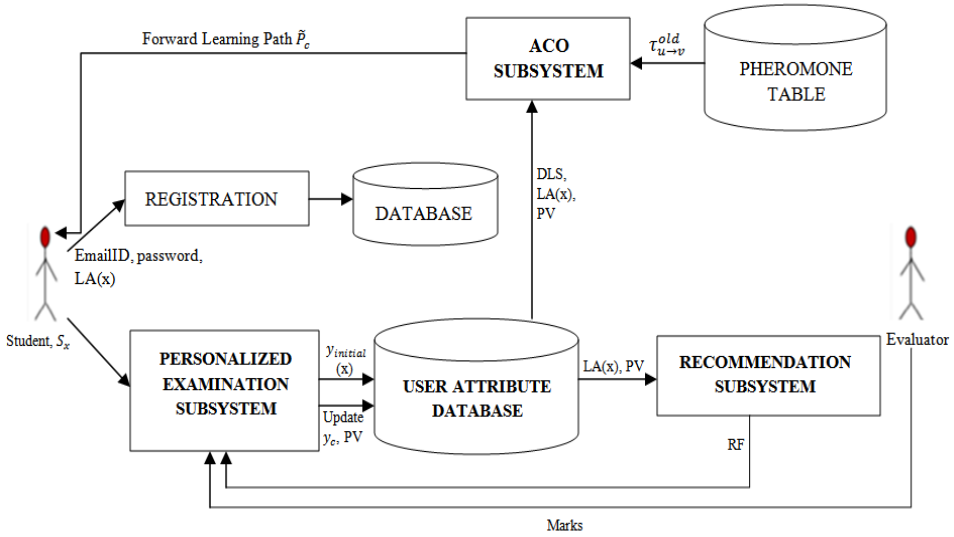 Forward Learning Path P̃c
ACO
SUBSYSTEM
τ^old_u→v
PHEROMONE
TABLE
DLS,
LA(x),
PV
REGISTRATION
DATABASE
EmailID, password,
LA(x)
Student, Sx
Evaluator
PERSONALIZED
EXAMINATION
SUBSYSTEM
yinitial
(x)
Update
yc, PV
USER ATTRIBUTE
DATABASE
LA(x), PV
RECOMMENDATION
SUBSYSTEM
RF
Marks